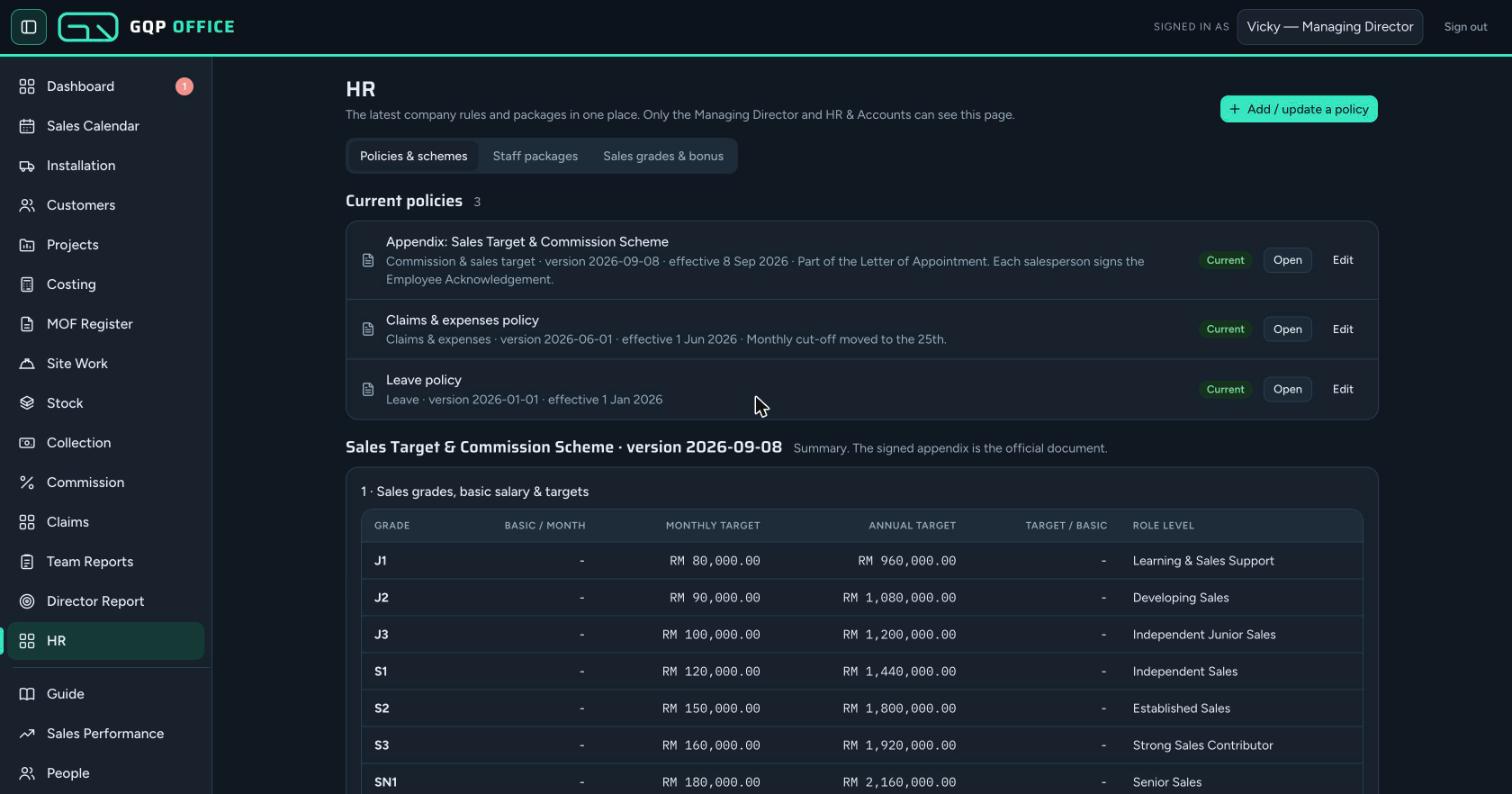 GQP OFFICE
SIGNED IN AS Vicky — Managing Director Sign out
Dashboard 1
Sales Calendar
Installation
Customers
Projects
Costing
MOF Register
Site Work
Stock
Collection
Commission
Claims
Team Reports
Director Report
HR
Guide
Sales Performance
People
HR
The latest company rules and packages in one place. Only the Managing Director and HR & Accounts can see this page.
+ Add / update a policy
Policies & schemes Staff packages Sales grades & bonus
Current policies 3
Appendix: Sales Target & Commission Scheme
Commission & sales target · version 2026-09-08 · effective 8 Sep 2026 · Part of the Letter of Appointment. Each salesperson signs the
Employee Acknowledgement.
Current Open Edit
Claims & expenses policy
Claims & expenses · version 2026-06-01 · effective 1 Jun 2026 · Monthly cut-off moved to the 25th.
Current Open Edit
Leave policy
Leave · version 2026-01-01 · effective 1 Jan 2026
Current Open Edit
Sales Target & Commission Scheme · version 2026-09-08 Summary. The signed appendix is the official document.
1 · Sales grades, basic salary & targets
GRADE BASIC / MONTH MONTHLY TARGET ANNUAL TARGET TARGET / BASIC ROLE LEVEL
J1 - RM 80,000.00 RM 960,000.00 - Learning & Sales Support
J2 - RM 90,000.00 RM 1,080,000.00 - Developing Sales
J3 - RM 100,000.00 RM 1,200,000.00 - Independent Junior Sales
S1 - RM 120,000.00 RM 1,440,000.00 - Independent Sales
S2 - RM 150,000.00 RM 1,800,000.00 - Established Sales
S3 - RM 160,000.00 RM 1,920,000.00 - Strong Sales Contributor
SN1 - RM 180,000.00 RM 2,160,000.00 - Senior Sales